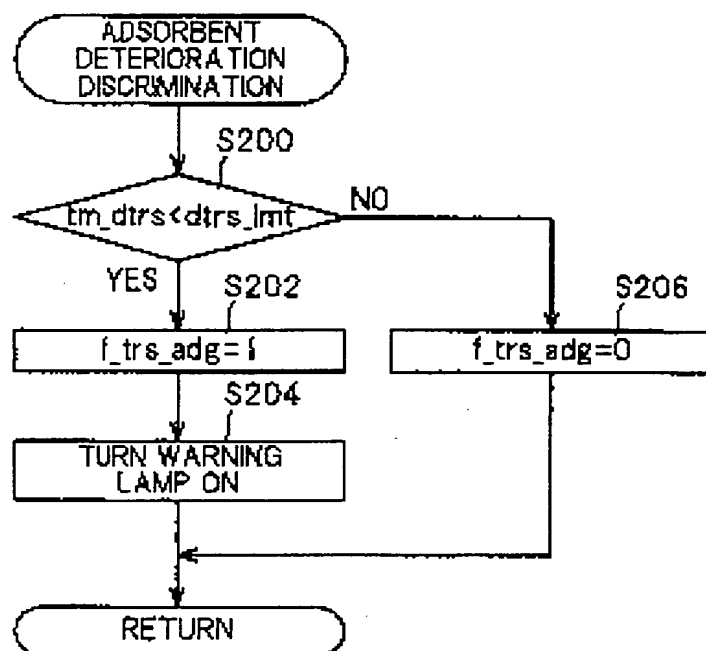 ADSORBENT
DETERIORATION
DISCRIMINATION
S200
tm_dtrs<dtrs_lmt
NO
YES
S202
f_trs_adg=1
S206
f_trs_adg=0
S204
TURN WARNING
LAMP ON
RETURN